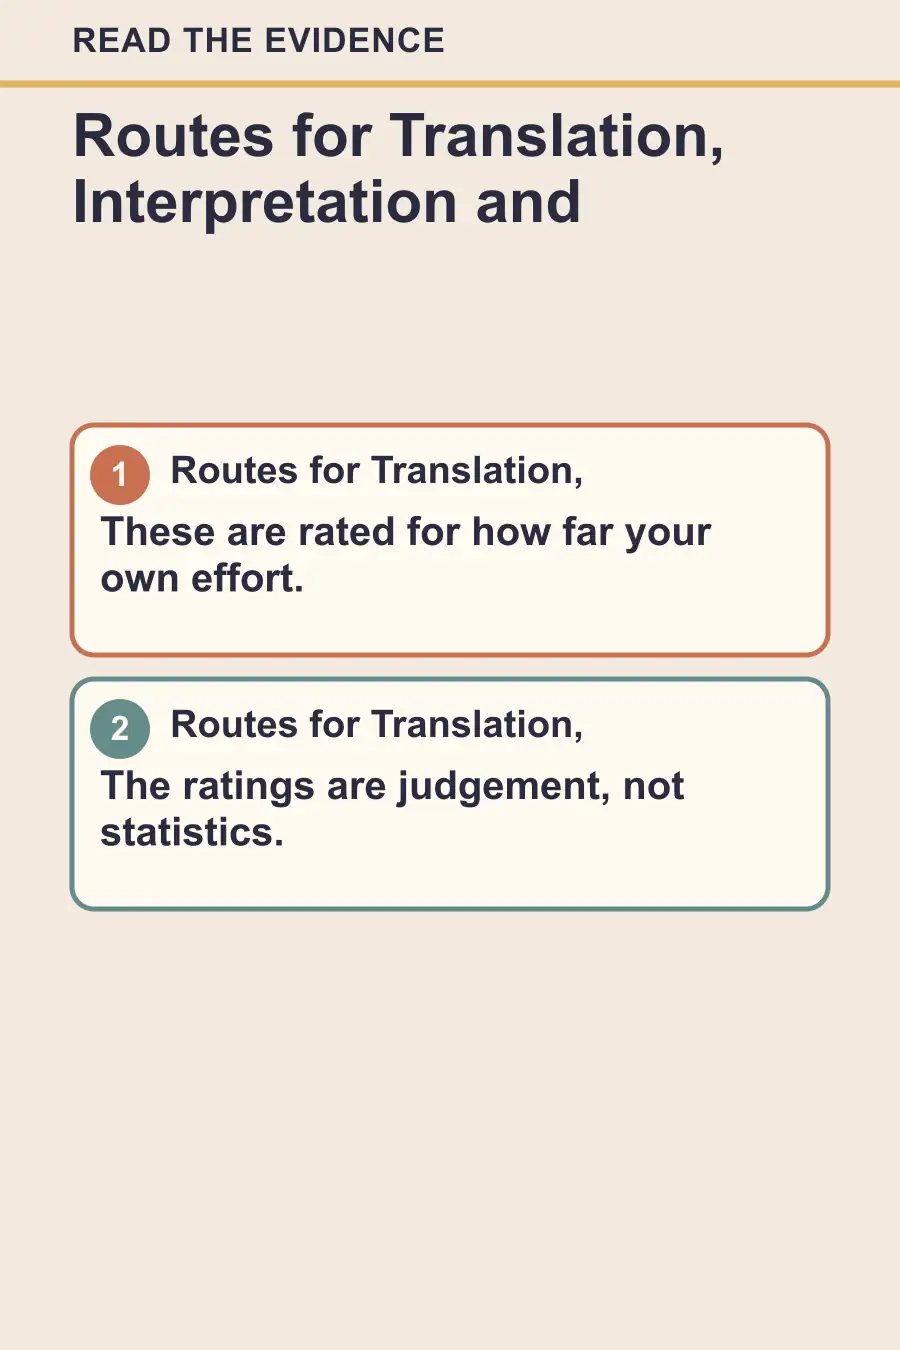 READ THE EVIDENCE
Routes for Translation,
Interpretation and
1 Routes for Translation,
These are rated for how far your
own effort.
2 Routes for Translation,
The ratings are judgement, not
statistics.